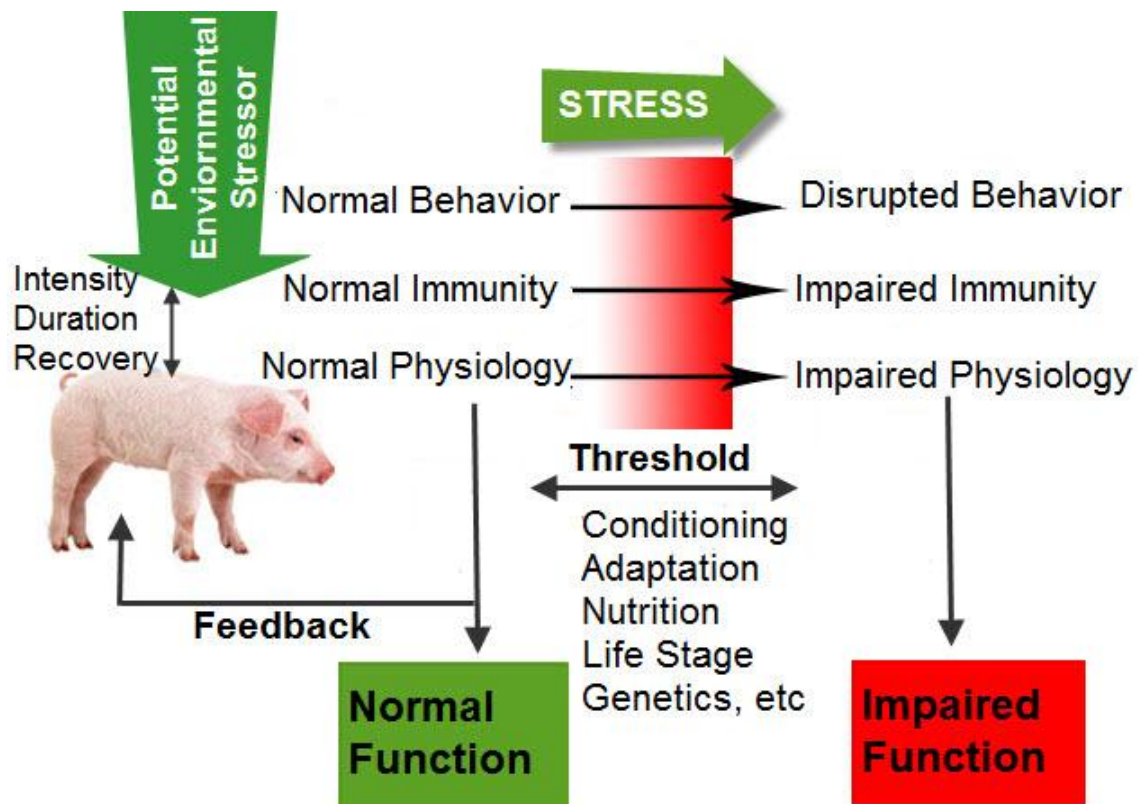 Potential
Enviornmental
Stressor
STRESS
Normal Behavior
Disrupted Behavior
Intensity
Duration
Recovery
Normal Immunity
Impaired Immunity
Normal Physiology
Impaired Physiology
Threshold
Conditioning
Adaptation
Nutrition
Life Stage
Genetics, etc
Feedback
Normal
Function
Impaired
Function